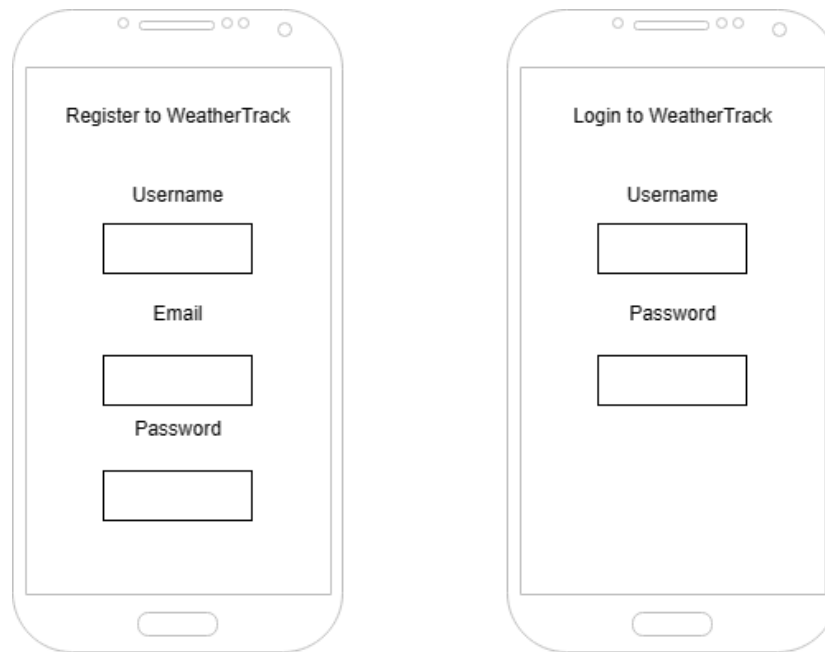 Register to WeatherTrack
Username
Email
Password
Login to WeatherTrack
Username
Password